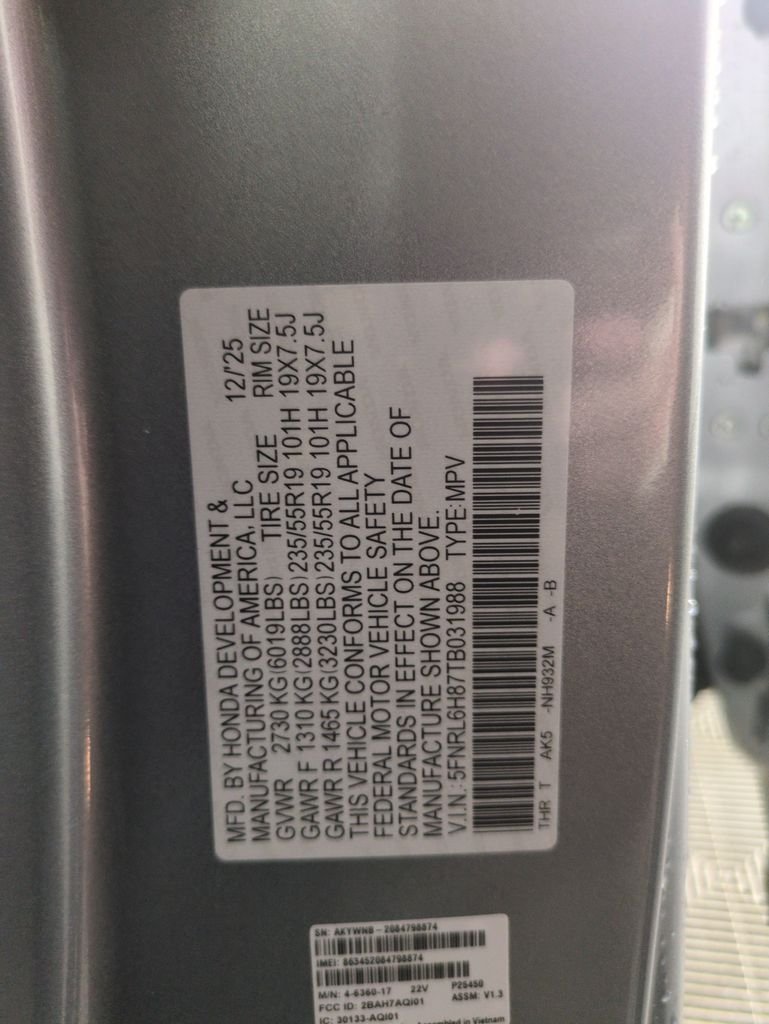 MFD. BY HONDA DEVELOPMENT &
MANUFACTURING OF AMERICA, LLC 12/'25
GVWR 2730 KG(6019LBS) TIRE SIZE RIM SIZE
GAWR F 1310 KG(2888LBS)235/55R19 101H 19X7.5J
GAWR R 1465 KG(3230LBS)235/55R19 101H 19X7.5J
THIS VEHICLE CONFORMS TO ALL APPLICABLE
FEDERAL MOTOR VEHICLE SAFETY
STANDARDS IN EFFECT ON THE DATE OF
MANUFACTURE SHOWN ABOVE.
V.I.N.: 5FNRL6H87TB031988 TYPE:MPV
THR T AK5 -NH932M -A -B
SN: AKYWNB-2084798874
IMEI: 863452084798874
M/N: 4-6360-17 22V P25450
FCC ID: 2BAH7AQI01 ASSM: V1.3
IC: 30133-AQI01
Assembled in Vietnam